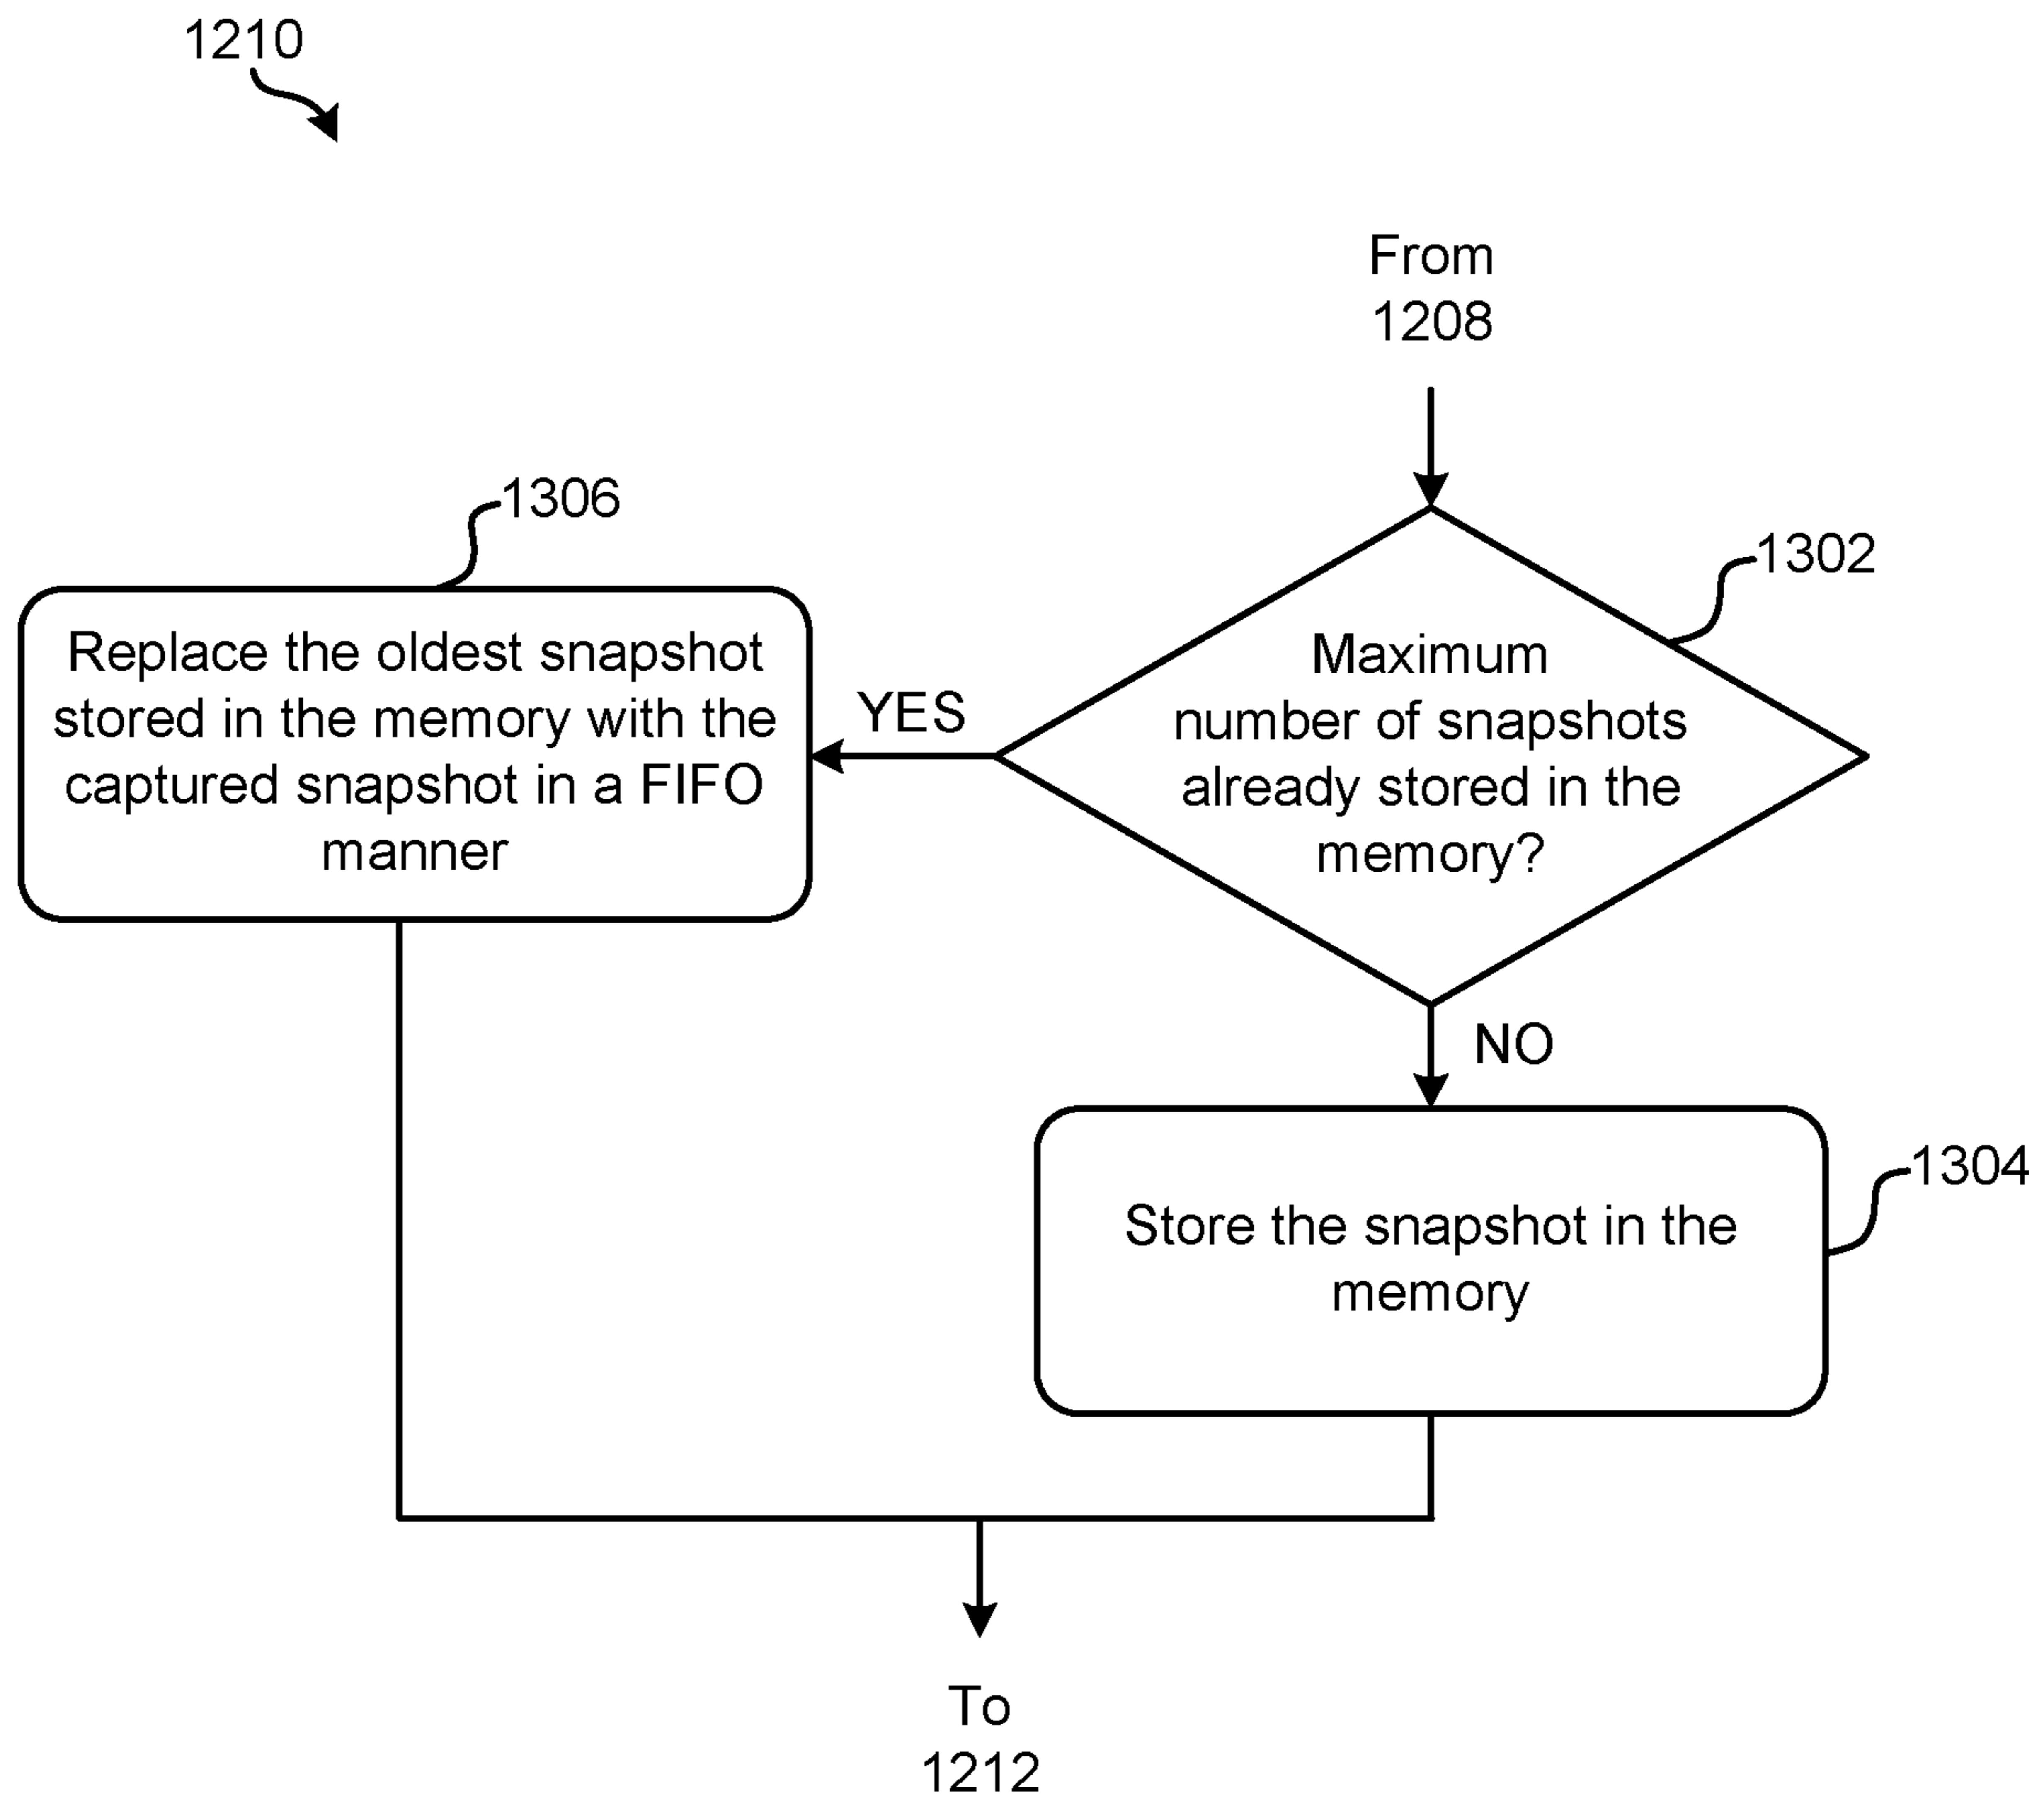 1210
From
1208
1306
1302
Replace the oldest snapshot
stored in the memory with the
captured snapshot in a FIFO
manner
YES
Maximum
number of snapshots
already stored in the
memory?
NO
1304
Store the snapshot in the
memory
To
1212